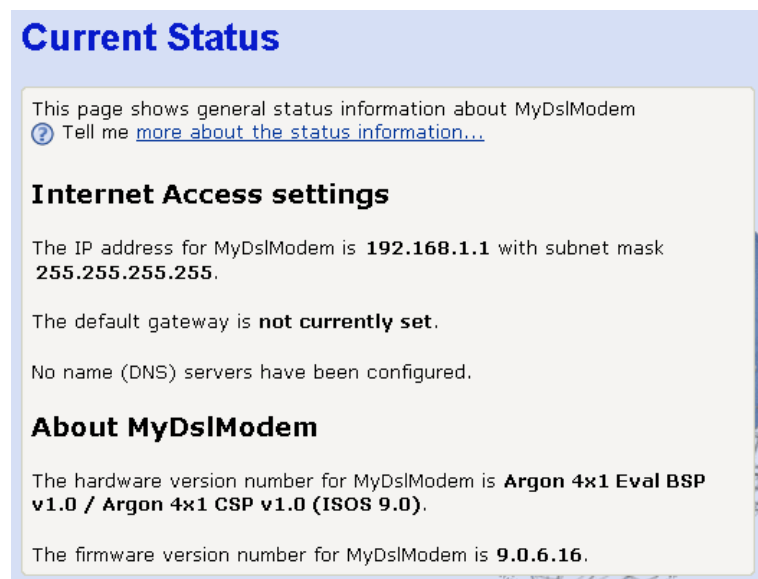 Current Status
This page shows general status information about MyDslModem
? Tell me more about the status information...
Internet Access settings
The IP address for MyDslModem is 192.168.1.1 with subnet mask
255.255.255.255.
The default gateway is not currently set.
No name (DNS) servers have been configured.
About MyDslModem
The hardware version number for MyDslModem is Argon 4x1 Eval BSP
v1.0 / Argon 4x1 CSP v1.0 (ISOS 9.0).
The firmware version number for MyDslModem is 9.0.6.16.